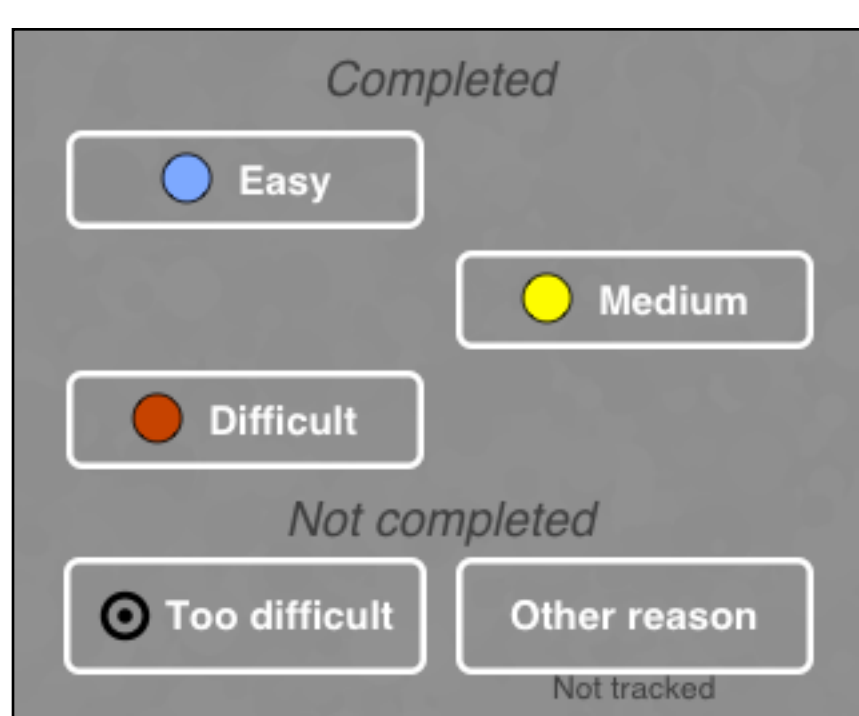 Completed
Easy
Medium
Difficult
Not completed
Too difficult
Other reason
Not tracked